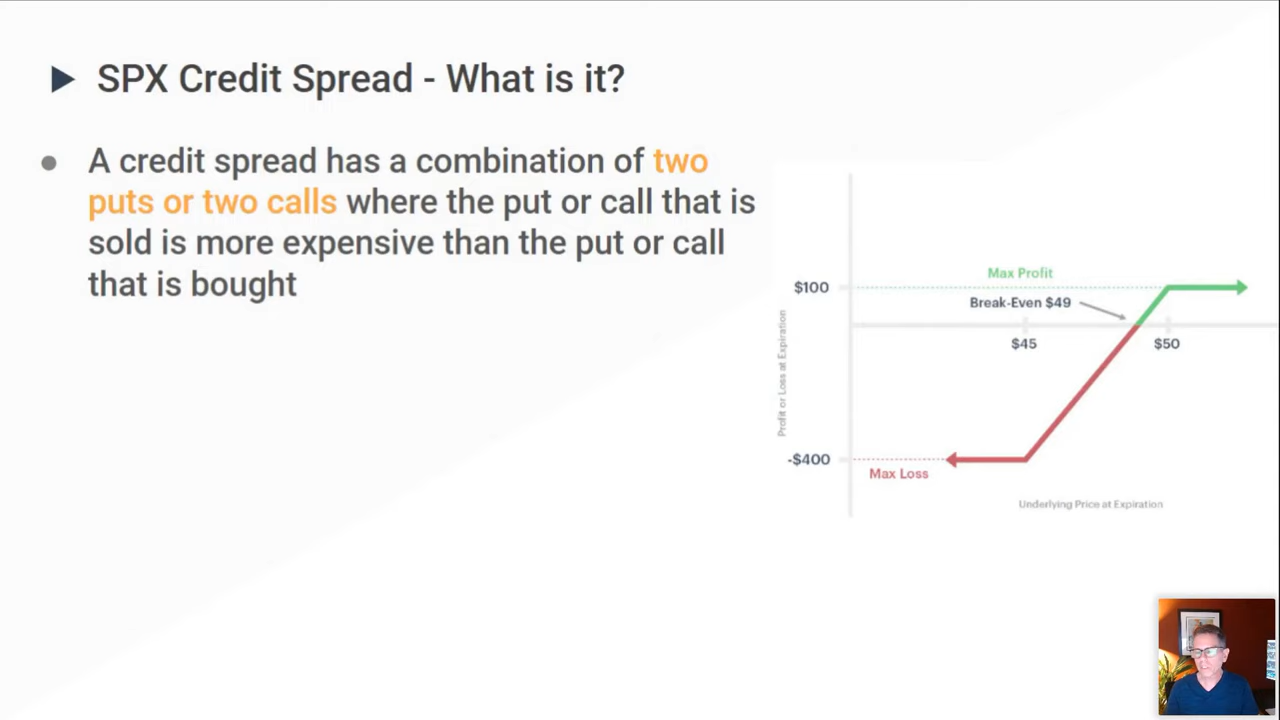 SPX Credit Spread - What is it?
A credit spread has a combination of two
puts or two calls where the put or call that is
sold is more expensive than the put or call
that is bought
Max Profit
$100
Break-Even $49
$45
$50
Profit or Loss at Expiration
-$400
Max Loss
Underlying Price at Expiration